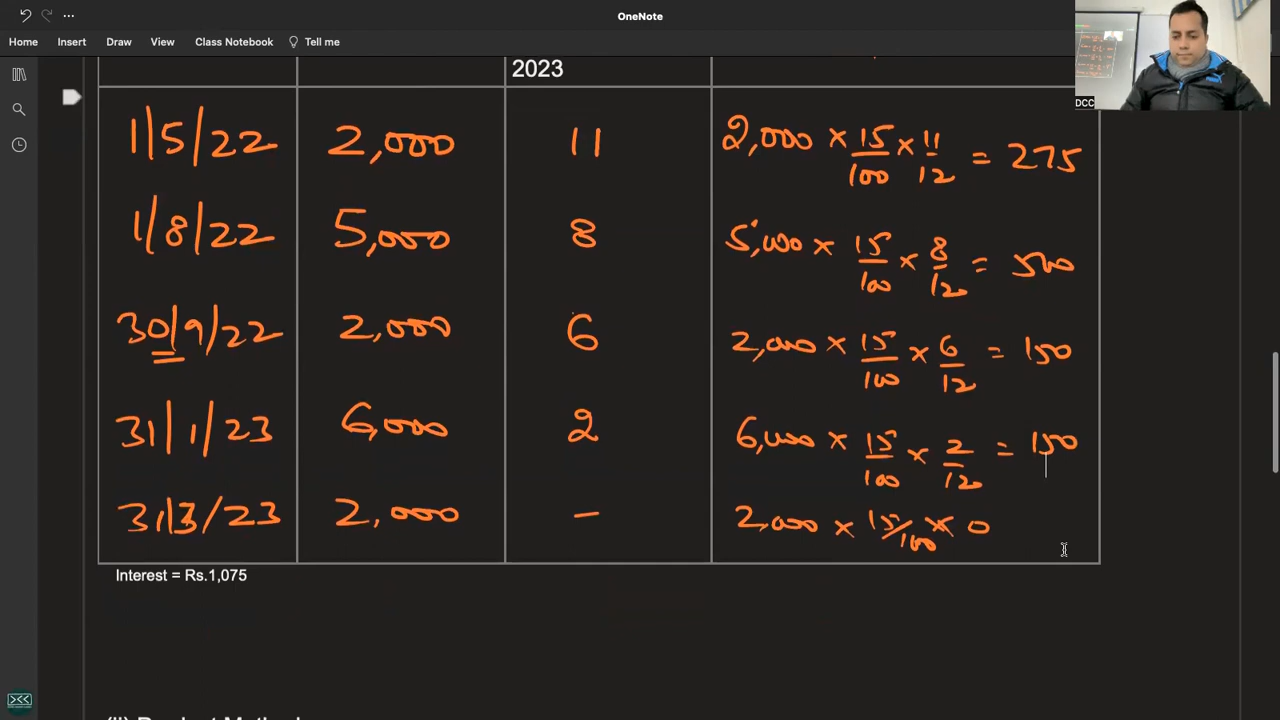 OneNote
Home Insert Draw View Class Notebook Tell me
DCC
2023
1/5/22 2,000 11 2,000 × 15/100 × 11/12 = 275
1/8/22 5,000 8 5,000 × 15/100 × 8/12 = 500
30/9/22 2,000 6 2,000 × 15/100 × 6/12 = 150
31/1/23 6,000 2 6,000 × 15/100 × 2/12 = 150
31/3/23 2,000 – 2,000 × 15/100 × 0
Interest = Rs.1,075